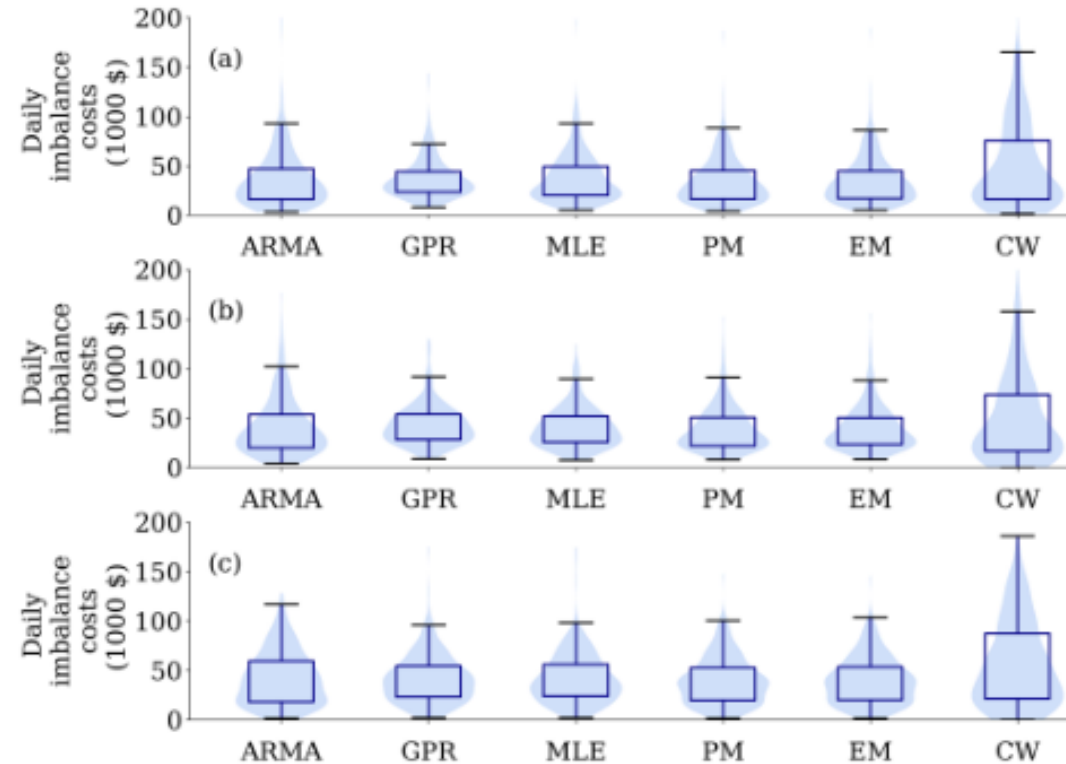 Daily
imbalance
costs
(1000 $)
200
150
100
50
0
(a)
ARMA GPR MLE PM EM CW
Daily
imbalance
costs
(1000 $)
200
150
100
50
0
(b)
ARMA GPR MLE PM EM CW
Daily
imbalance
costs
(1000 $)
200
150
100
50
0
(c)
ARMA GPR MLE PM EM CW